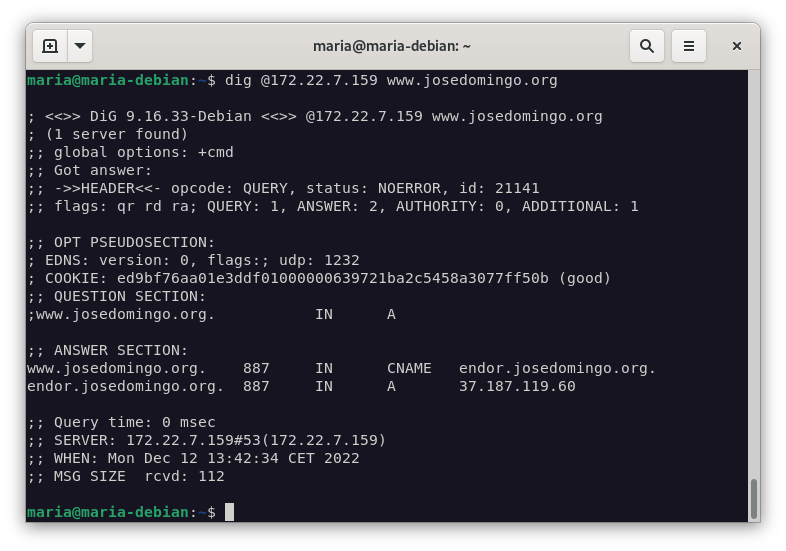 maria@maria-debian: ~
maria@maria-debian:~$ dig @172.22.7.159 www.josedomingo.org

; <<>> DiG 9.16.33-Debian <<>> @172.22.7.159 www.josedomingo.org
; (1 server found)
;; global options: +cmd
;; Got answer:
;; ->>HEADER<<- opcode: QUERY, status: NOERROR, id: 21141
;; flags: qr rd ra; QUERY: 1, ANSWER: 2, AUTHORITY: 0, ADDITIONAL: 1

;; OPT PSEUDOSECTION:
; EDNS: version: 0, flags:; udp: 1232
; COOKIE: ed9bf76aa01e3ddf01000000639721ba2c5458a3077ff50b (good)
;; QUESTION SECTION:
;www.josedomingo.org.		IN	A

;; ANSWER SECTION:
www.josedomingo.org.	887	IN	CNAME	endor.josedomingo.org.
endor.josedomingo.org.	887	IN	A	37.187.119.60

;; Query time: 0 msec
;; SERVER: 172.22.7.159#53(172.22.7.159)
;; WHEN: Mon Dec 12 13:42:34 CET 2022
;; MSG SIZE  rcvd: 112

maria@maria-debian:~$